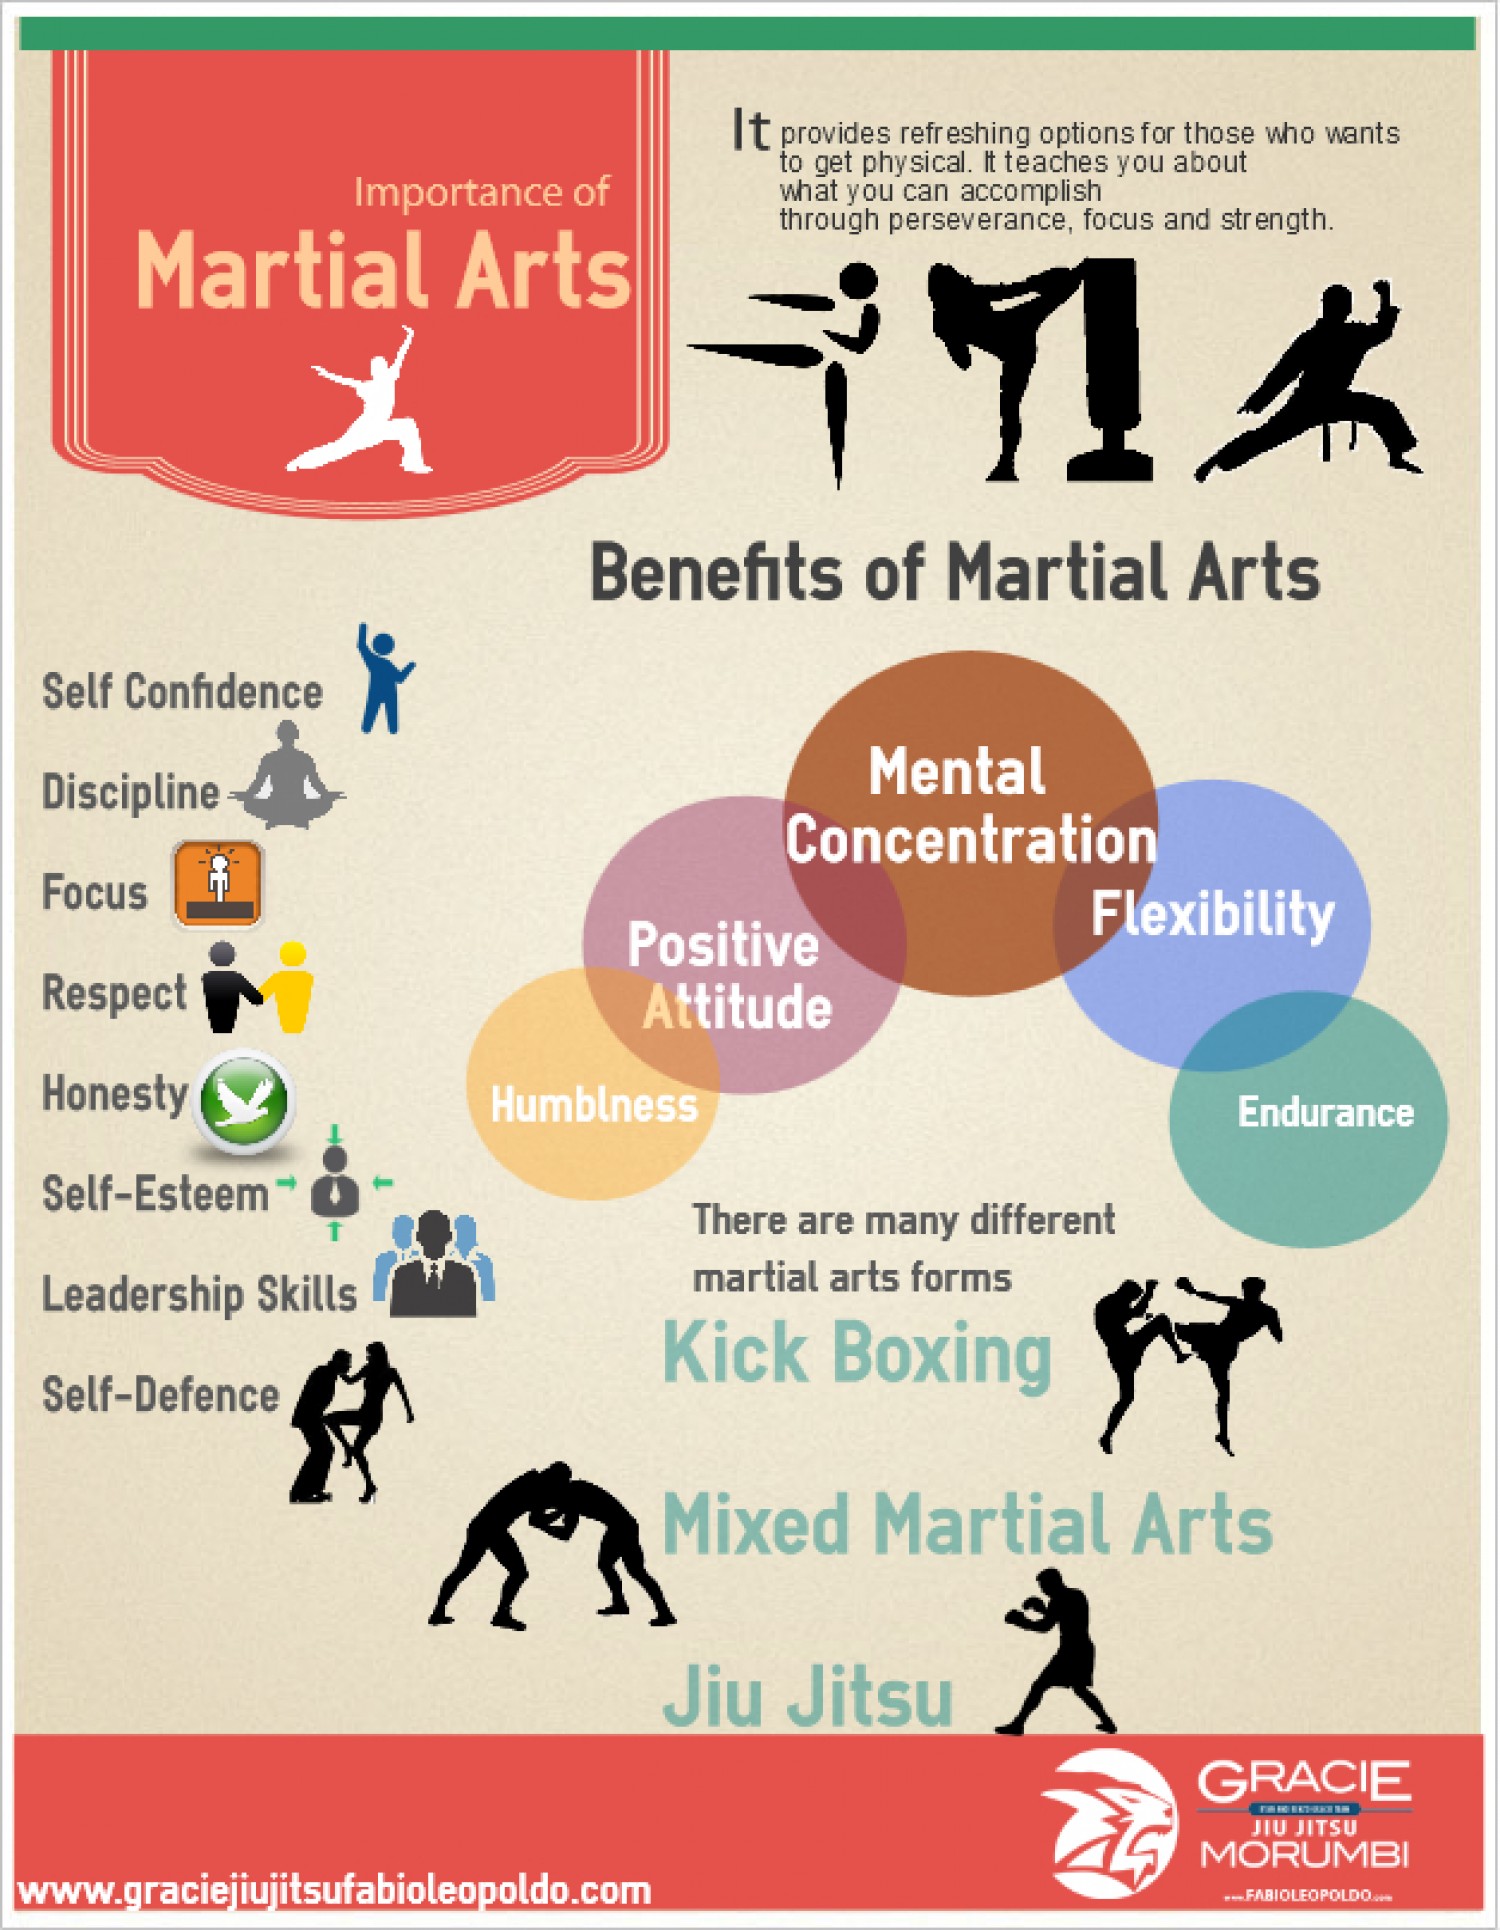 Importance of
Martial Arts
It provides refreshing options for those who wants
to get physical. It teaches you about
what you can accomplish
through perseverance, focus and strength.
Benefits of Martial Arts
Self Confidence
Discipline
Focus
Respect
Honesty
Self-Esteem
Leadership Skills
Self-Defence
Mental
Concentration
Positive
Attitude
Flexibility
Humblness
Endurance
There are many different
martial arts forms
Kick Boxing
Mixed Martial Arts
Jiu Jitsu
www.graciejiujitsufabioleopoldo.com
GRACIE
JIU JITSU
MORUMBI
www.FABIOLEOPOLDO.com